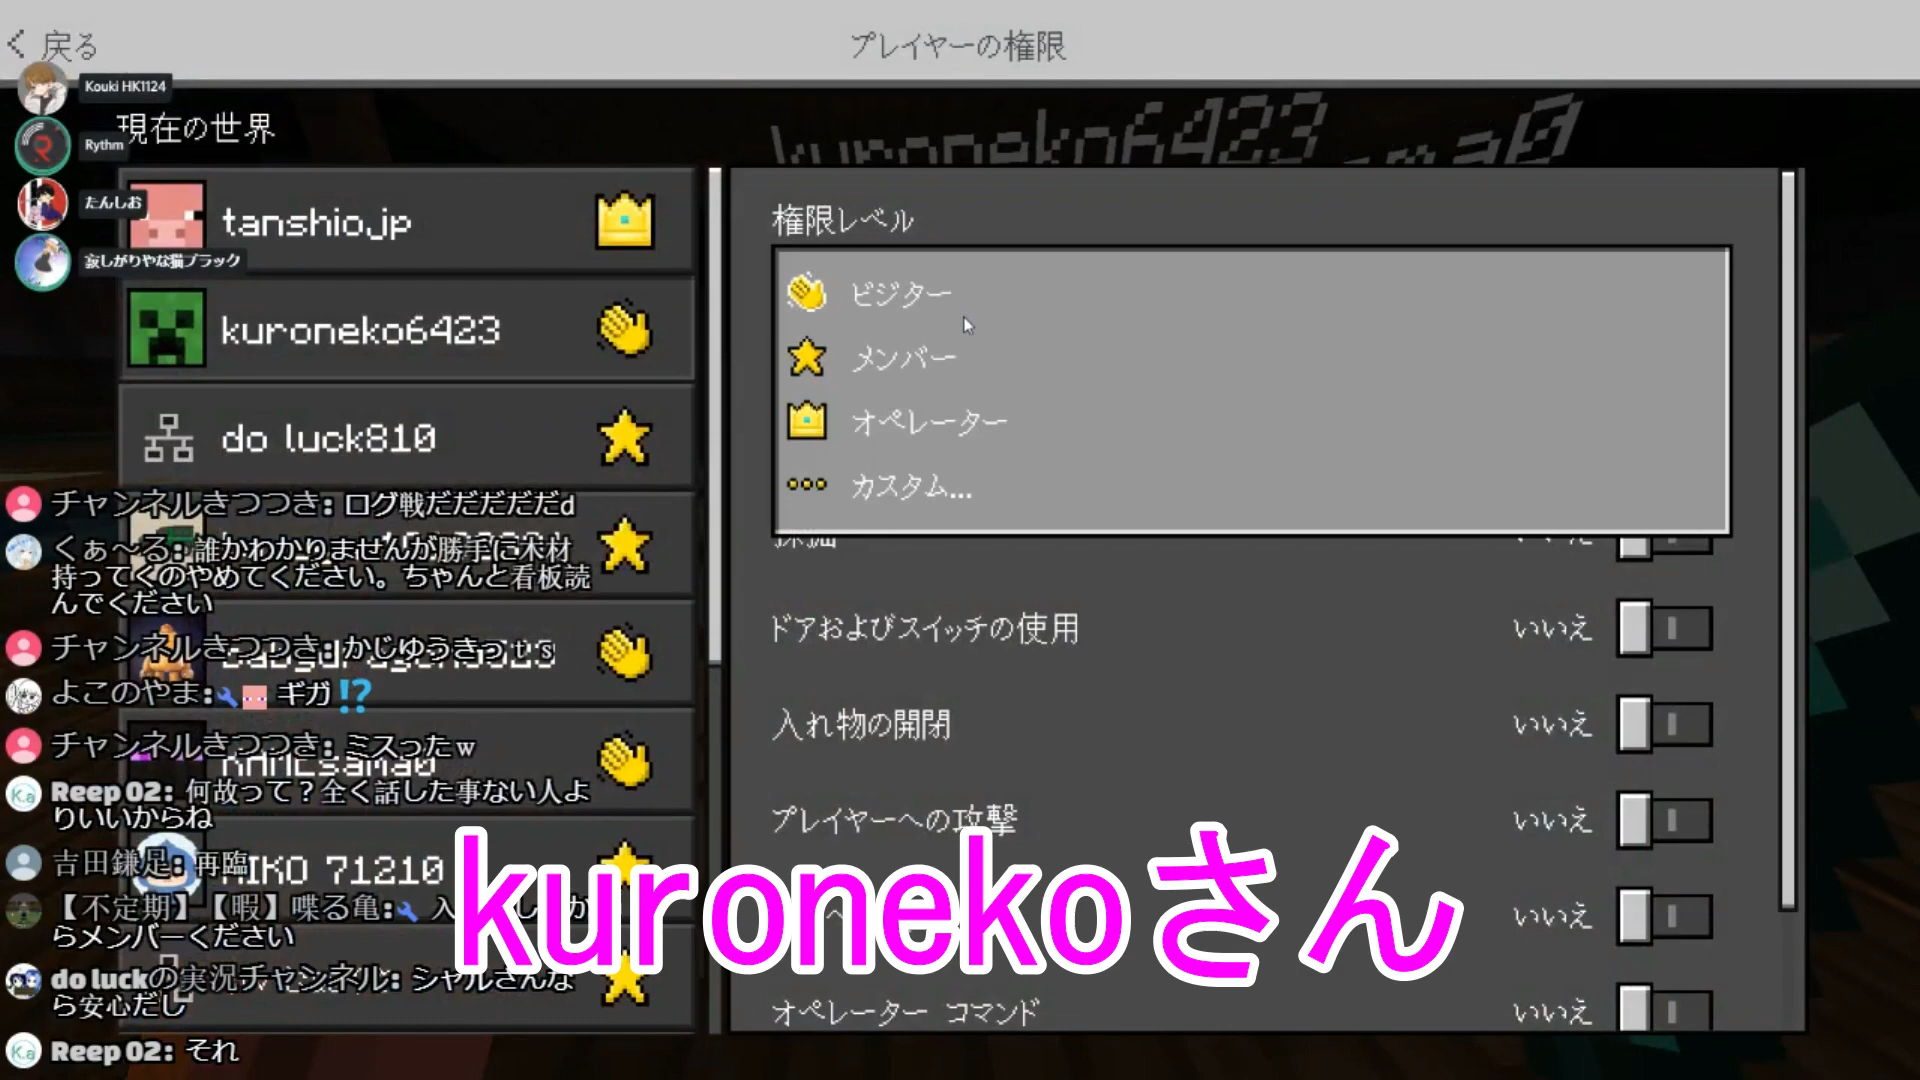 戻る
プレイヤーの権限
Kouki HK1124
Rythm
たんしお
哀しがりやな猫ブラック
現在の世界
kuroneko6423
tanshiojp
kuroneko6423
do luck810
MIKO 71210
権限レベル
ビジター
メンバー
オペレーター
カスタム...
ドアおよびスイッチの使用
いいえ
入れ物の開閉
いいえ
プレイヤーへの攻撃
いいえ
いいえ
オペレーター コマンド
いいえ
チャンネルきつつき: ログ戦だだだだだd
くぁ~る: 誰かわかりませんが勝手に木材
持ってくのやめてください。ちゃんと看板読
んでください
チャンネルきつつき: かじゆうきっt s
よこのやま: ギガ⁉
チャンネルきつつき: ミスったw
Reep 02: 何故って？全く話した事ない人よ
りいいからね
吉田鎌足: 再臨
【不定期】【暇】喋る亀:
らメンバーください
do luckの実況チャンネル: シャルさんな
ら安心だし
Reep 02: それ
kuronekoさん